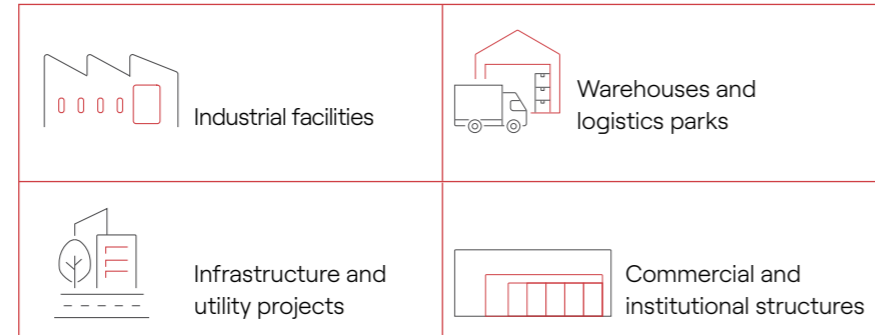 Industrial facilities
Warehouses and
logistics parks
Infrastructure and
utility projects
Commercial and
institutional structures